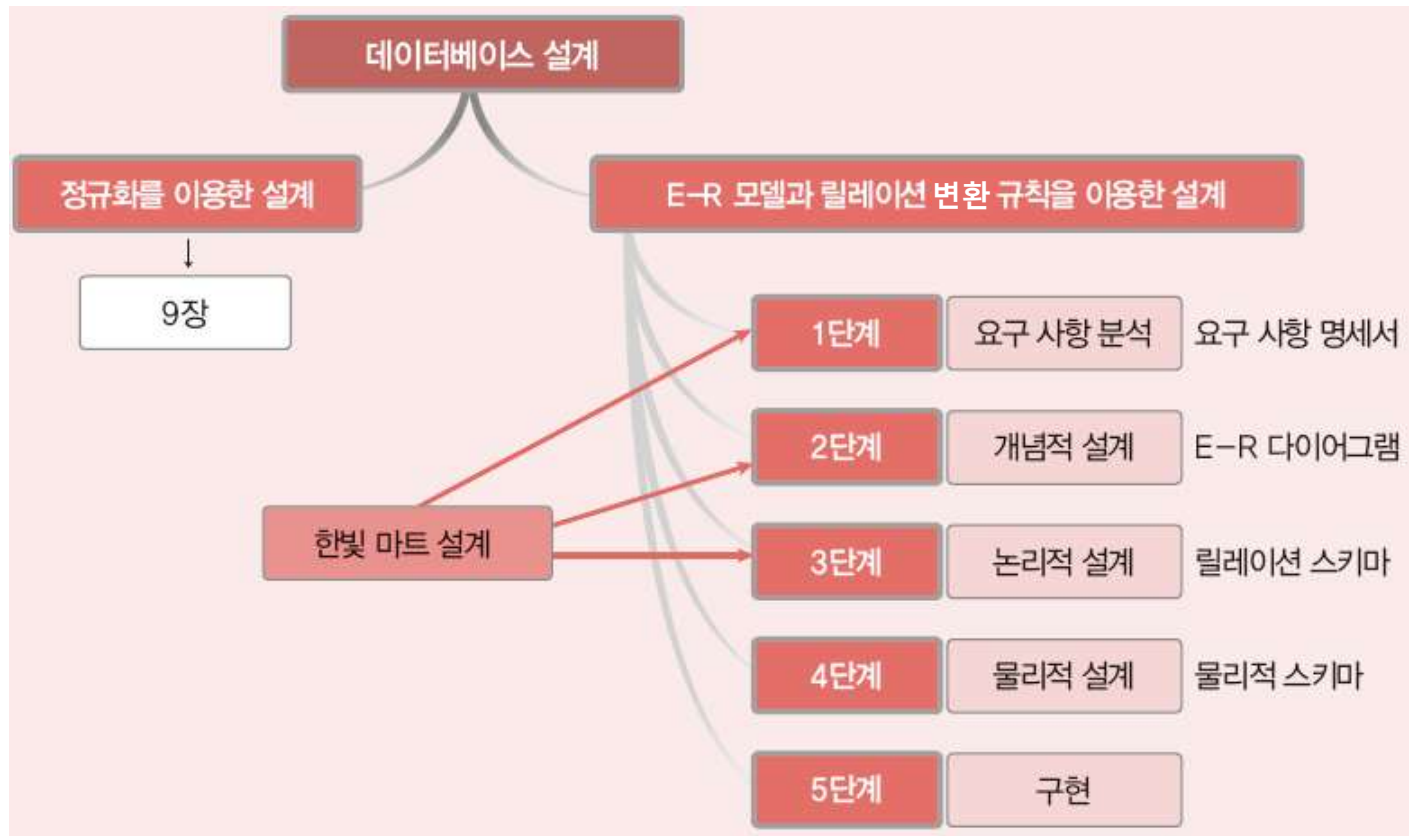 데이터베이스 설계
정규화를 이용한 설계
E-R 모델과 릴레이션 변환 규칙을 이용한 설계
↓
9장
1단계 요구 사항 분석 요구 사항 명세서
2단계 개념적 설계 E-R 다이어그램
한빛 마트 설계
3단계 논리적 설계 릴레이션 스키마
4단계 물리적 설계 물리적 스키마
5단계 구현